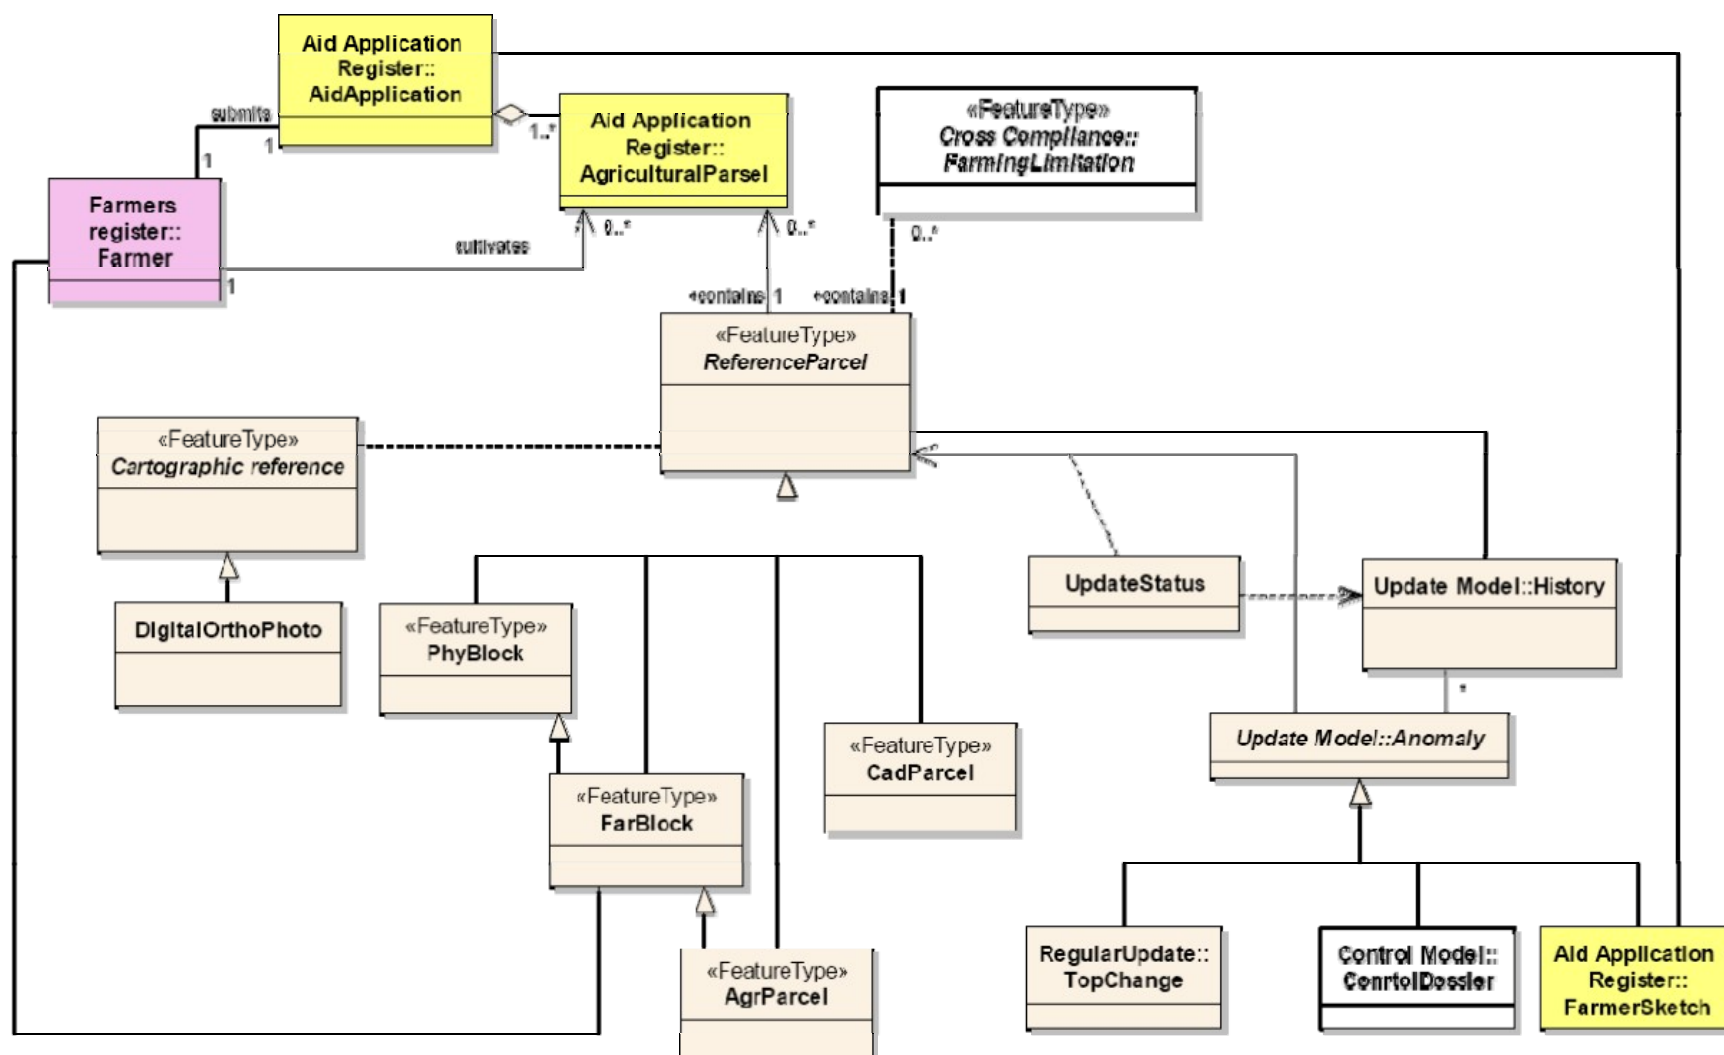 Aid Application
Register::
AidApplication
submits
1
1
1..*
Aid Application
Register::
AgriculturalParsel
«FeatureType»
Cross Compliance::
FarmingLimitation
Farmers
register::
Farmer
1
cultivates
0..*
0..*
0..*
+contains 1
+contains 1
«FeatureType»
ReferenceParcel
«FeatureType»
Cartographic reference
DigitalOrthoPhoto
«FeatureType»
PhyBlock
«FeatureType»
FarBlock
«FeatureType»
CadParcel
«FeatureType»
AgrParcel
UpdateStatus
Update Model::History
*
Update Model::Anomaly
RegularUpdate::
TopChange
Control Model::
ConrtolDossier
Aid Application
Register::
FarmerSketch